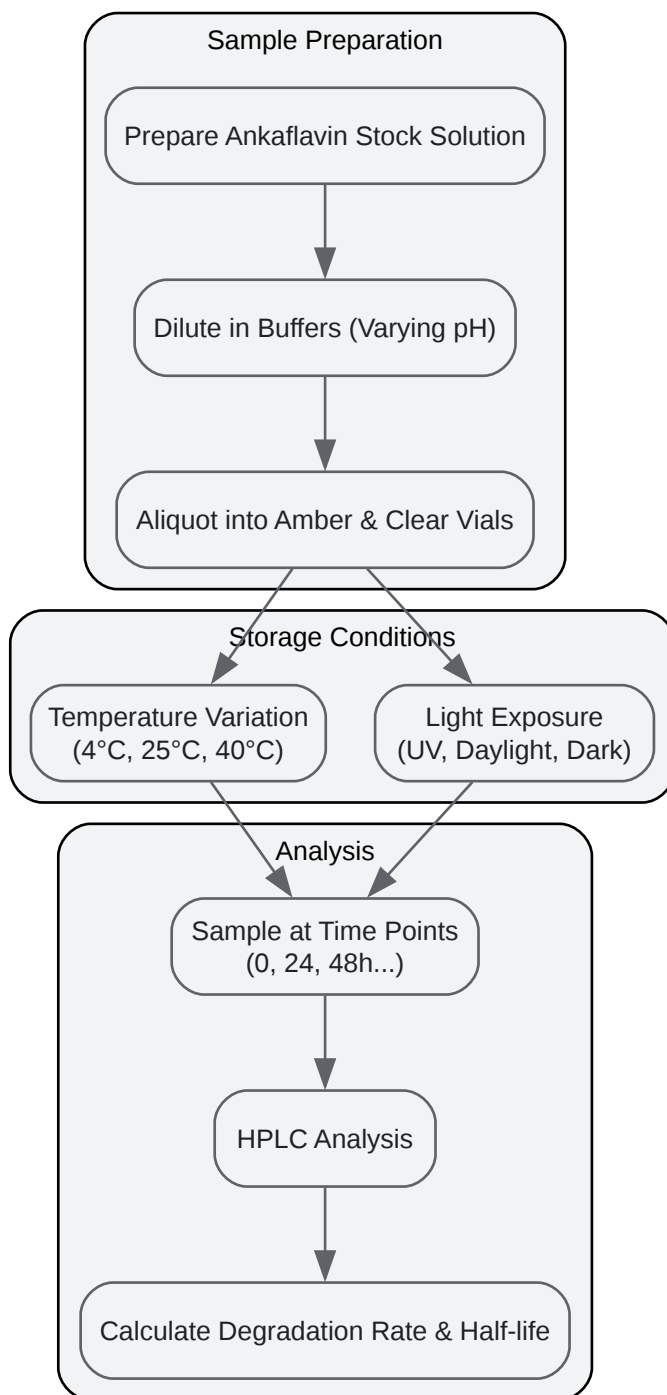 Sample Preparation
Prepare Ankaflavin Stock Solution
Dilute in Buffers (Varying pH)
Aliquot into Amber & Clear Vials
Storage Conditions
Temperature Variation
(4°C, 25°C, 40°C)
Light Exposure
(UV, Daylight, Dark)
Analysis
Sample at Time Points
(0, 24, 48h...)
HPLC Analysis
Calculate Degradation Rate & Half-life